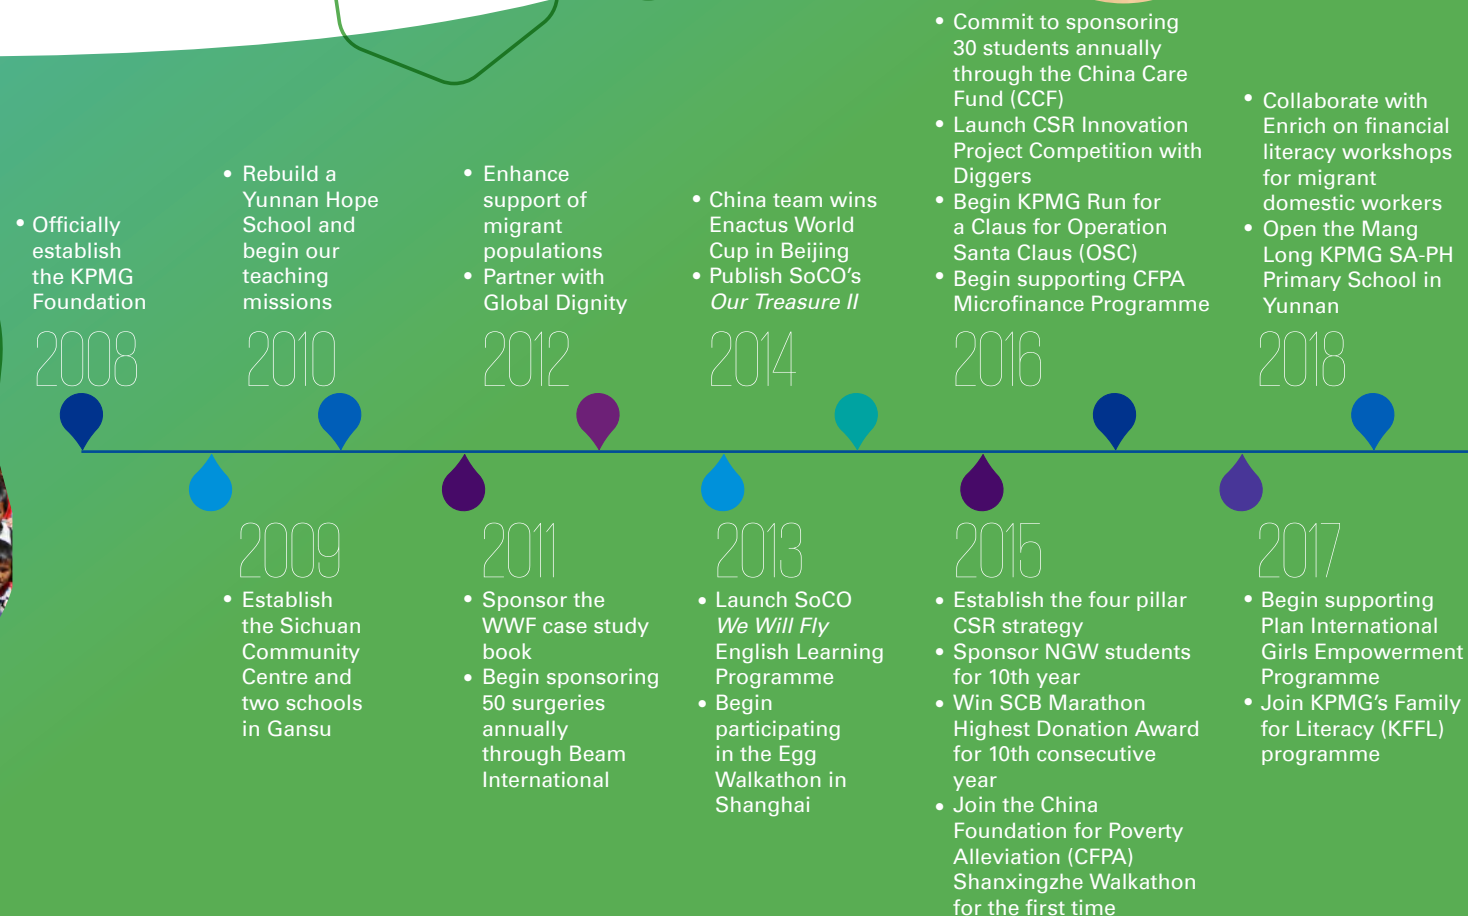 • Officially
establish
the KPMG
Foundation
2008
• Rebuild a
Yunnan Hope
School and
begin our
teaching
missions
2010
• Enhance
support of
migrant
populations
• Partner with
Global Dignity
2012
• China team wins
Enactus World
Cup in Beijing
• Publish SoCO’s
Our Treasure II
2014
• Commit to sponsoring
30 students annually
through the China Care
Fund (CCF)
• Launch CSR Innovation
Project Competition with
Diggers
• Begin KPMG Run for
a Claus for Operation
Santa Claus (OSC)
• Begin supporting CFPA
Microfinance Programme
2016
• Collaborate with
Enrich on financial
literacy workshops
for migrant
domestic workers
• Open the Mang
Long KPMG SA-PH
Primary School in
Yunnan
2018
2009
• Establish
the Sichuan
Community
Centre and
two schools
in Gansu
2011
• Sponsor the
WWF case study
book
• Begin sponsoring
50 surgeries
annually
through Beam
International
2013
• Launch SoCO
We Will Fly
English Learning
Programme
• Begin
participating
in the Egg
Walkathon in
Shanghai
2015
• Establish the four pillar
CSR strategy
• Sponsor NGW students
for 10th year
• Win SCB Marathon
Highest Donation Award
for 10th consecutive
year
• Join the China
Foundation for Poverty
Alleviation (CFPA)
Shanxingzhe Walkathon
for the first time
2017
• Begin supporting
Plan International
Girls Empowerment
Programme
• Join KPMG’s Family
for Literacy (KFFL)
programme